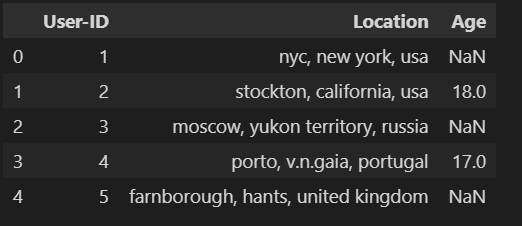 User-ID Location Age
0 1 nyc, new york, usa NaN
1 2 stockton, california, usa 18.0
2 3 moscow, yukon territory, russia NaN
3 4 porto, v.n.gaia, portugal 17.0
4 5 farnborough, hants, united kingdom NaN